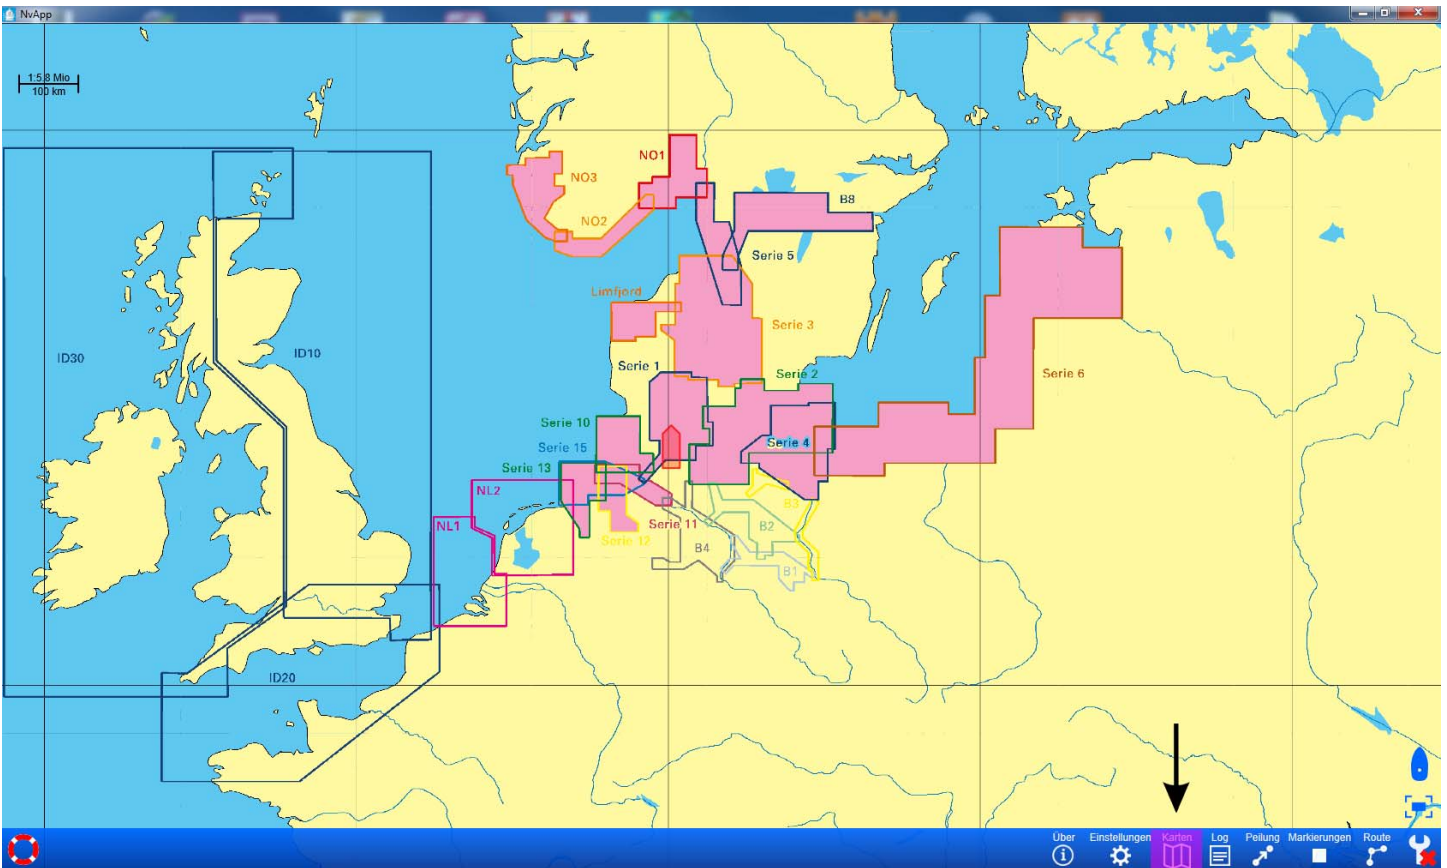 NvApp
1:5,8 Mio
100 km
NO1
NO3
B8
NO2
Serie 5
Limfjord
Serie 3
ID30
ID10
Serie 1
Serie 2
Serie 6
Serie 10
Serie 4
Serie 15
Serie 13
NL2
B3
NL1
Serie 11
B2
Serie 12
B4
B1
ID20
Über
Einstellungen
Karten
Log
Peilung
Markierungen
Route